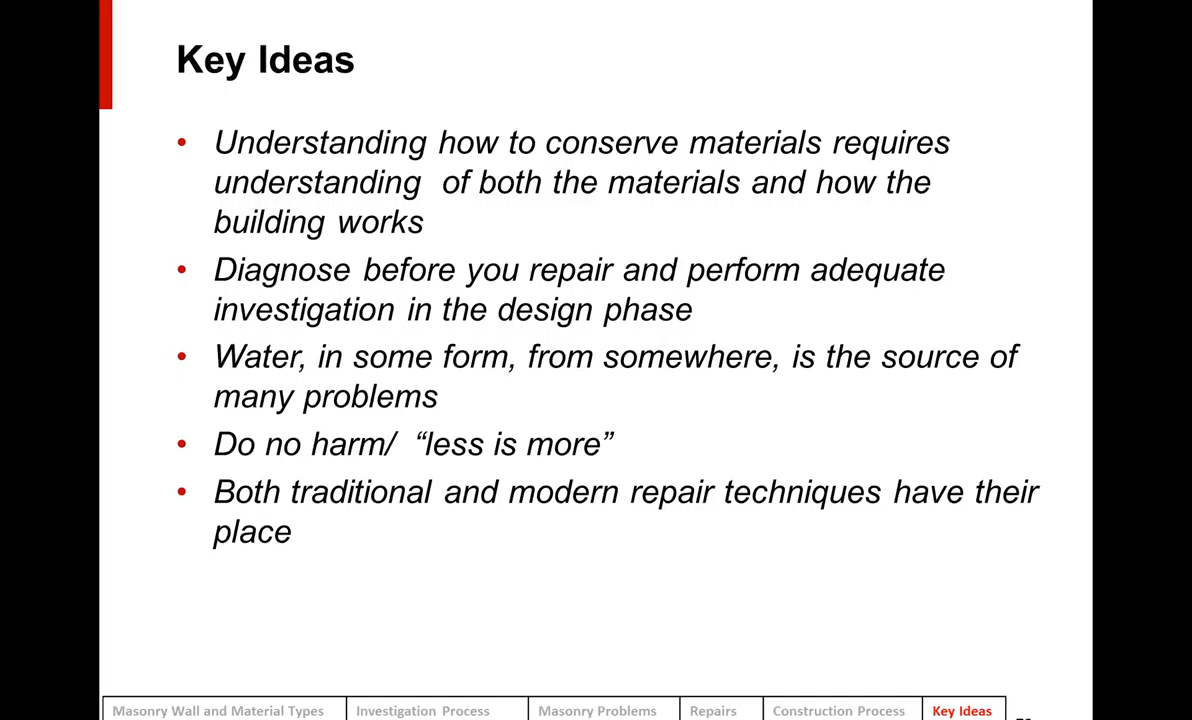 Key Ideas
• Understanding how to conserve materials requires
understanding of both the materials and how the
building works
• Diagnose before you repair and perform adequate
investigation in the design phase
• Water, in some form, from somewhere, is the source of
many problems
• Do no harm/ “less is more”
• Both traditional and modern repair techniques have their
place
Masonry Wall and Material Types Investigation Process Masonry Problems Repairs Construction Process Key Ideas